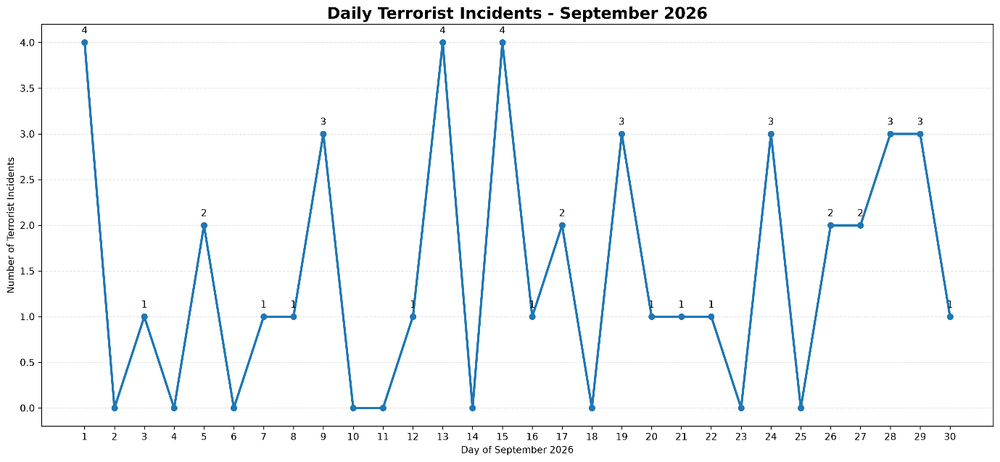 Daily Terrorist Incidents - September 2026
4 4 4
4.0
3.5
3 3 3 3 3
3.0
2.5
2 2 2 2
2.0
Number of Terrorist Incidents
1.5
1 1 1 1 1 1 1 1 1
1.0
0.5
0.0
1 2 3 4 5 6 7 8 9 10 11 12 13 14 15 16 17 18 19 20 21 22 23 24 25 26 27 28 29 30
Day of September 2026